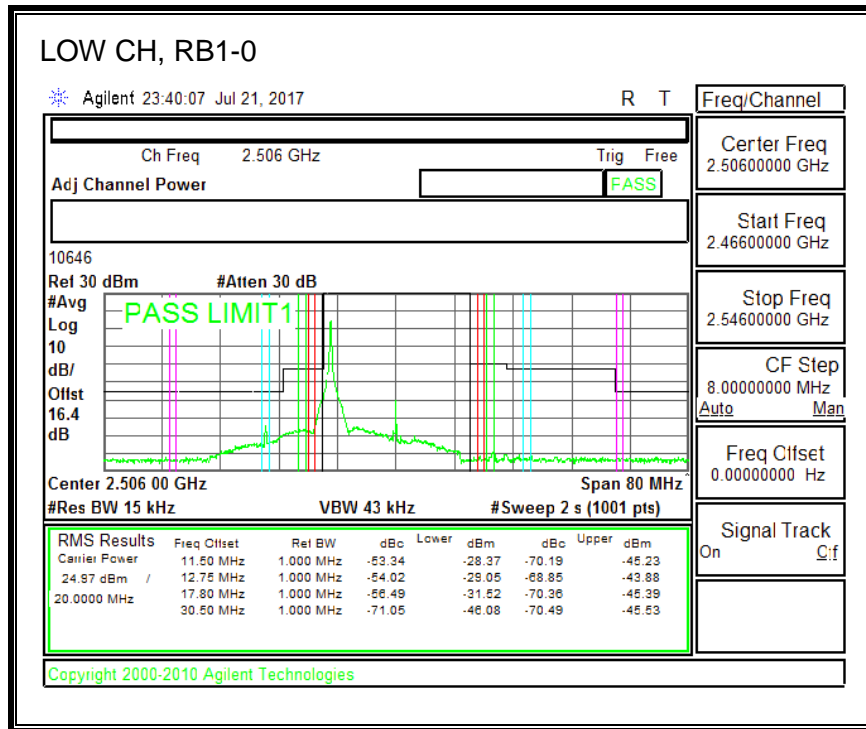 LOW CH, RB1-0
Agilent 23:40:07 Jul 21, 2017 R T
Freq/Channel
Ch Freq 2.506 GHz Trig Free
Adj Channel Power PASS
Center Freq
2.50600000 GHz
Start Freq
2.46600000 GHz
Stop Freq
2.54600000 GHz
CF Step
8.00000000 MHz
Auto Man
Freq Offset
0.00000000 Hz
Signal Track
On Off
10646
Ref 30 dBm #Atten 30 dB
#Avg
Log
10
dB/
Offst
16.4
dB
PASS LIMIT1
Center 2.506 00 GHz Span 80 MHz
#Res BW 15 kHz VBW 43 kHz #Sweep 2 s (1001 pts)
RMS Results Freq Offset Ref BW dBc Lower dBm dBc Upper dBm
Carrier Power 11.50 MHz 1.000 MHz -53.34 -28.37 -70.19 -45.23
24.97 dBm / 12.75 MHz 1.000 MHz -54.02 -29.05 -68.85 -43.88
20.0000 MHz 17.80 MHz 1.000 MHz -56.49 -31.52 -70.36 -45.39
30.50 MHz 1.000 MHz -71.05 -46.08 -70.49 -45.53
Copyright 2000-2010 Agilent Technologies